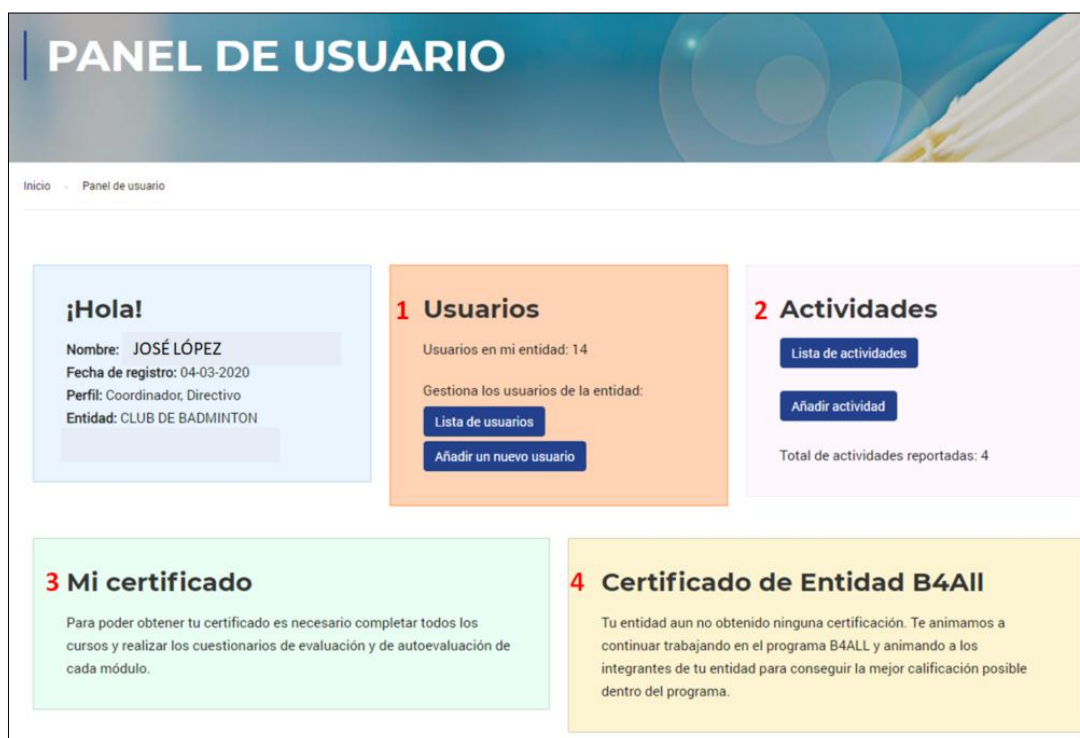 PANEL DE USUARIO
Inicio - Panel de usuario
¡Hola!
Nombre: JOSÉ LÓPEZ
Fecha de registro: 04-03-2020
Perfil: Coordinador, Directivo
Entidad: CLUB DE BADMINTON
1 Usuarios
Usuarios en mi entidad: 14
Gestiona los usuarios de la entidad:
Lista de usuarios
Añadir un nuevo usuario
2 Actividades
Lista de actividades
Añadir actividad
Total de actividades reportadas: 4
3 Mi certificado
Para poder obtener tu certificado es necesario completar todos los
cursos y realizar los cuestionarios de evaluación y de autoevaluación de
cada módulo.
4 Certificado de Entidad B4All
Tu entidad aun no obtenido ninguna certificación. Te animamos a
continuar trabajando en el programa B4ALL y animando a los
integrantes de tu entidad para conseguir la mejor calificación posible
dentro del programa.